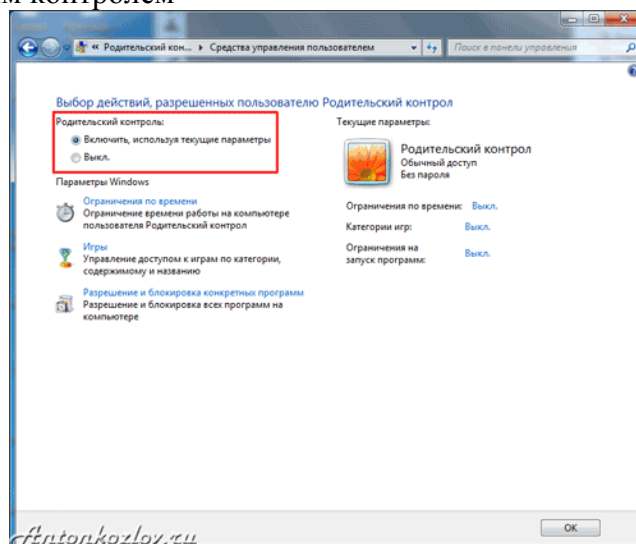 м контролем
« Родительский кон... ▸ Средства управления пользователем
Поиск в панели управления
Выбор действий, разрешенных пользователю Родительский контрол
Родительский контроль:
Включить, используя текущие параметры
Выкл.
Параметры Windows
Ограничения по времени
Ограничение времени работы на компьютере
пользователя Родительский контрол
Игры
Управление доступом к играм по категории,
содержимому и названию
Разрешение и блокировка конкретных программ
Разрешение и блокировка всех программ на
компьютере
Текущие параметры:
Родительский контрол
Обычный доступ
Без пароля
Ограничения по времени: Выкл.
Категории игр: Выкл.
Ограничения на
запуск программ: Выкл.
OK
Antonkozlov.ru